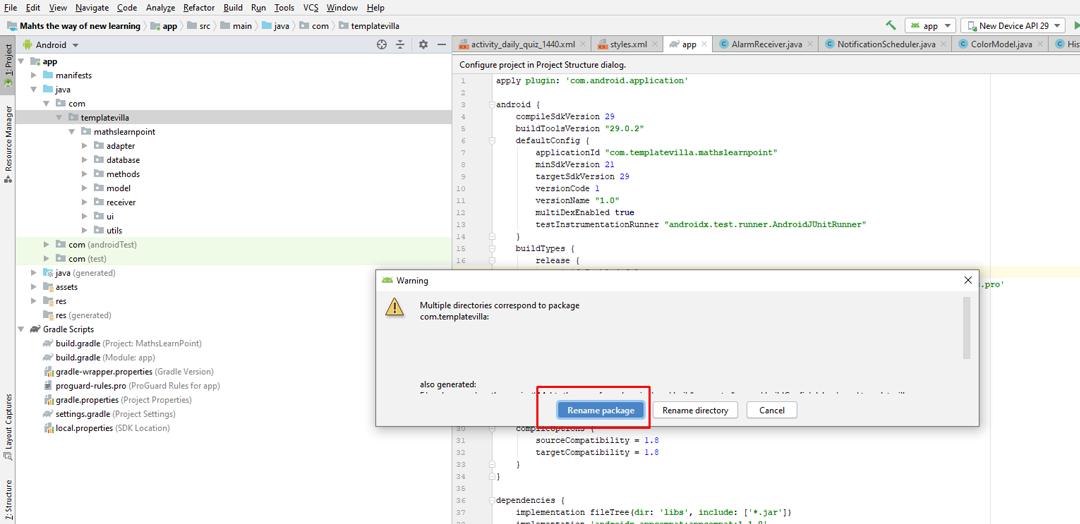 File Edit View Navigate Code Analyze Refactor Build Run Tools VCS Window Help
Mahts the way of new learning app src main java com templatevilla app New Device API 29
Android
activity_daily_quiz_1440.xml styles.xml app AlarmReceiver.java NotificationScheduler.java ColorModel.java His
Configure project in Project Structure dialog.
1: Project
Resource Manager
Layout Captures
7: Structure
app
manifests
java
com
templatevilla
mathslearnpoint
adapter
database
methods
model
receiver
ui
utils
com (androidTest)
com (test)
java (generated)
assets
res
res (generated)
Gradle Scripts
build.gradle (Project: MathsLearnPoint)
build.gradle (Module: app)
gradle-wrapper.properties (Gradle Version)
proguard-rules.pro (ProGuard Rules for app)
gradle.properties (Project Properties)
settings.gradle (Project Settings)
local.properties (SDK Location)
1 apply plugin: 'com.android.application'
2
3 android {
4 compileSdkVersion 29
5 buildToolsVersion "29.0.2"
6 defaultConfig {
7 applicationId "com.templatevilla.mathslearnpoint"
8 minSdkVersion 21
9 targetSdkVersion 29
10 versionCode 1
11 versionName "1.0"
12 multiDexEnabled true
13 testInstrumentationRunner "androidx.test.runner.AndroidJUnitRunner"
14 }
15 buildTypes {
16 release {
s.pro'
Warning
Multiple directories correspond to package
com.templatevilla:
also generated:
Rename package Rename directory Cancel
30 compileOptions {
31 sourceCompatibility = 1.8
32 targetCompatibility = 1.8
33 }
34 }
35
36 dependencies {
37 implementation fileTree(dir: 'libs', include: ['*.jar'])
38 implementation 'androidx.appcompat:appcompat:1.1.0'